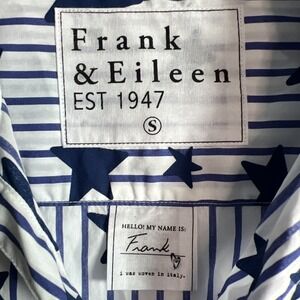 Frank
& Eileen
EST 1947
S
HELLO! MY NAME IS:
Frank
i was woven in italy.